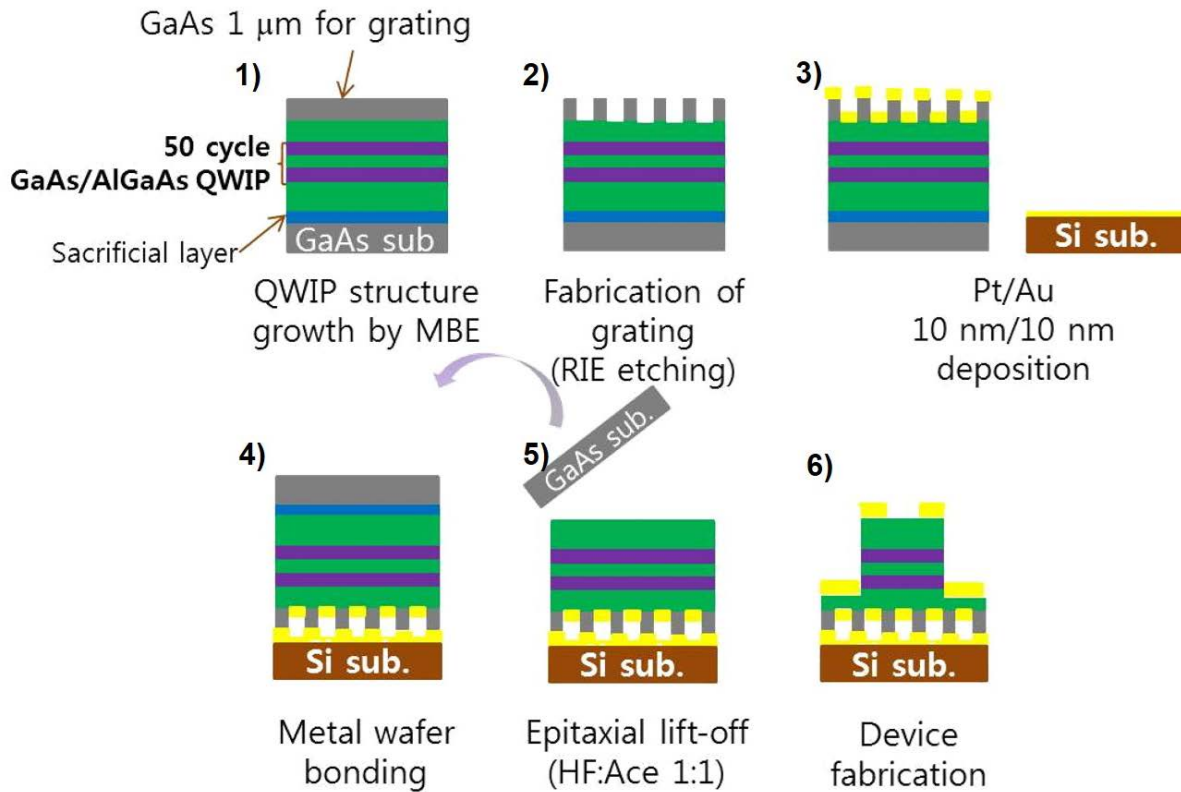 GaAs 1 μm for grating
1)
50 cycle
GaAs/AlGaAs QWIP
Sacrificial layer
GaAs sub
QWIP structure
growth by MBE
2)
Fabrication of
grating
(RIE etching)
3)
Si sub.
Pt/Au
10 nm/10 nm
deposition
4)
Si sub.
Metal wafer
bonding
5)
GaAs sub.
Si sub.
Epitaxial lift-off
(HF:Ace 1:1)
6)
Si sub.
Device
fabrication